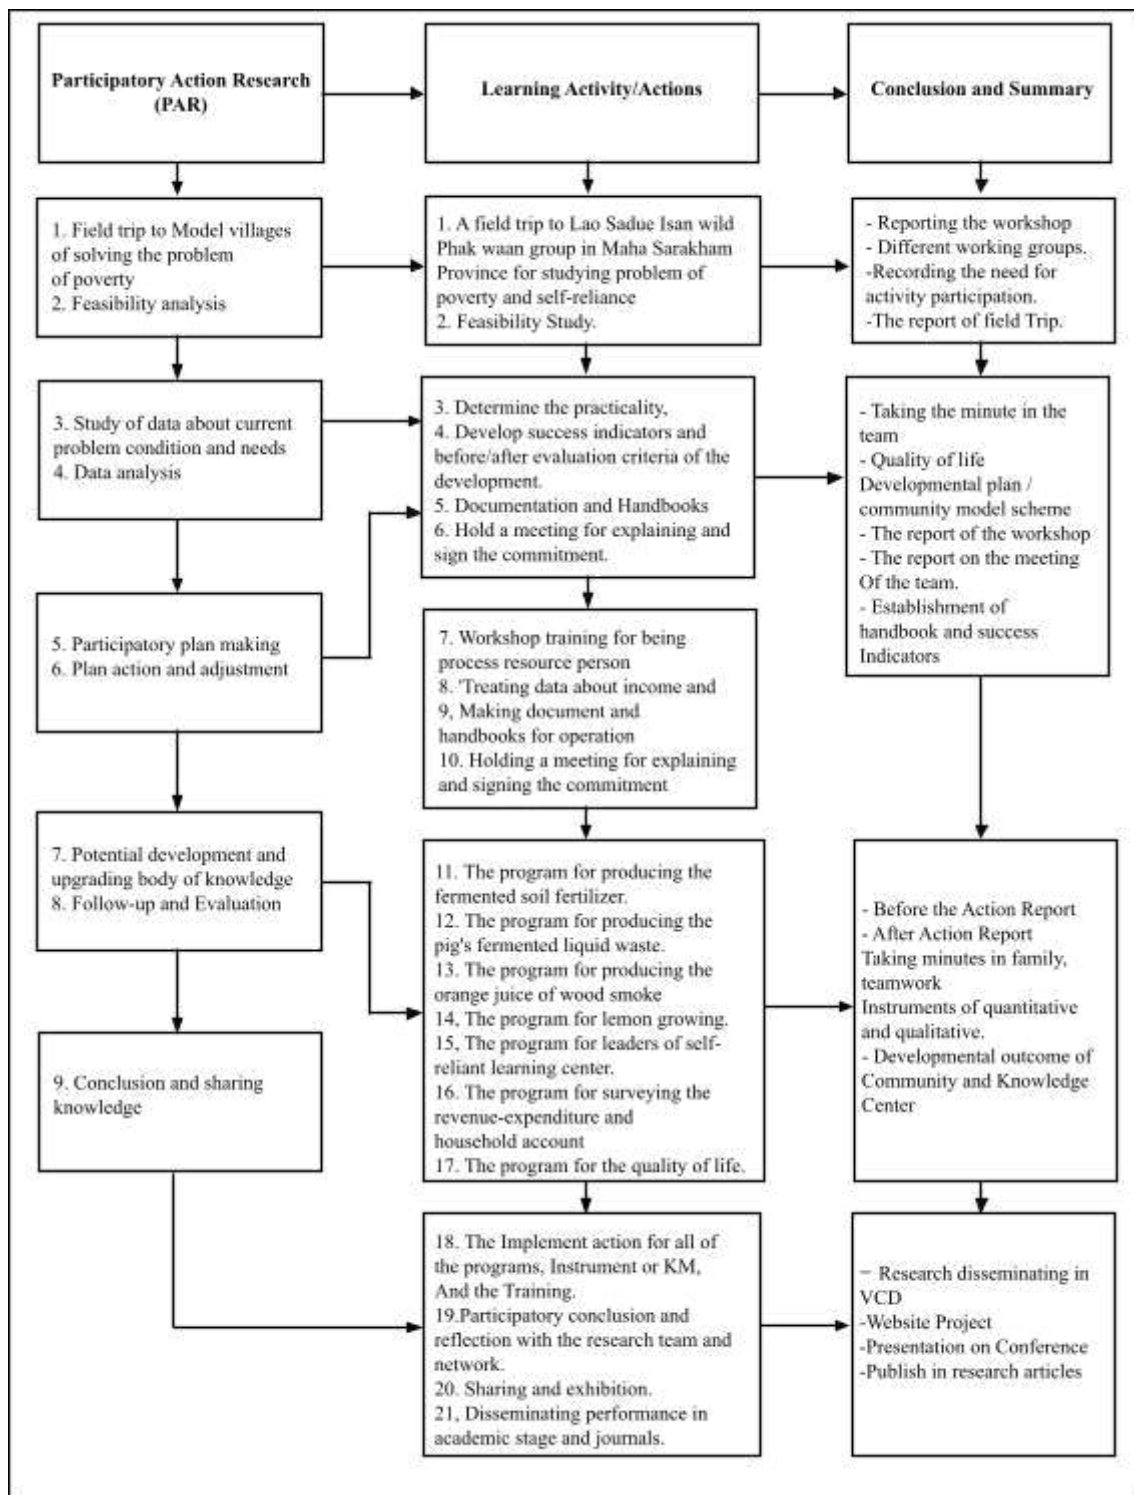 Participatory Action Research
(PAR)
Learning Activity/Actions
Conclusion and Summary
1. Field trip to Model villages
of solving the problem
of poverty
2. Feasibility analysis
1. A field trip to Lao Sadue Isan wild
Phak waan group in Maha Sarakham
Province for studying problem of
poverty and self-reliance
2. Feasibility Study.
- Reporting the workshop
- Different working groups.
-Recording the need for
activity participation.
-The report of field Trip.
3. Study of data about current
problem condition and needs
4. Data analysis
3. Determine the practicality,
4. Develop success indicators and
before/after evaluation criteria of the
development.
5. Documentation and Handbooks
6. Hold a meeting for explaining and
sign the commitment.
- Taking the minute in the
team
- Quality of life
Developmental plan /
community model scheme
- The report of the workshop
- The report on the meeting
Of the team.
- Establishment of
handbook and success
Indicators
5. Participatory plan making
6. Plan action and adjustment
7. Workshop training for being
process resource person
8. 'Treating data about income and
9, Making document and
handbooks for operation
10. Holding a meeting for explaining
and signing the commitment
7. Potential development and
upgrading body of knowledge
8. Follow-up and Evaluation
11. The program for producing the
fermented soil fertilizer.
12. The program for producing the
pig's fermented liquid waste.
13. The program for producing the
orange juice of wood smoke
14, The program for lemon growing.
15, The program for leaders of self-
reliant learning center.
16. The program for surveying the
revenue-expenditure and
household account
17. The program for the quality of life.
- Before the Action Report
- After Action Report
Taking minutes in family,
teamwork
Instruments of quantitative
and qualitative.
- Developmental outcome of
Community and Knowledge
Center
9. Conclusion and sharing
knowledge
18. The Implement action for all of
the programs, Instrument or KM,
And the Training.
19.Participatory conclusion and
reflection with the research team and
network.
20. Sharing and exhibition.
21, Disseminating performance in
academic stage and journals.
– Research disseminating in
VCD
-Website Project
-Presentation on Conference
-Publish in research articles